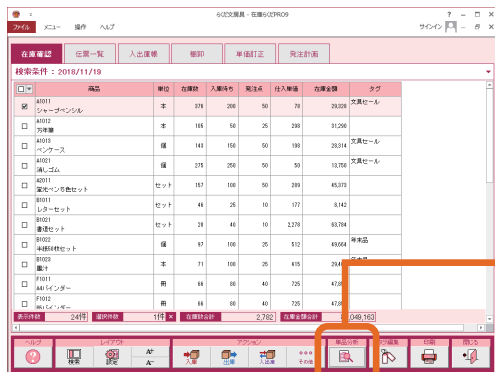 らくだ文房具 - 在庫らくだPRO9
ファイル メニュー 操作 ヘルプ サインイン
在庫確認 伝票一覧 入出庫帳 棚卸 単価訂正 発注計画
検索条件：2018/11/19
商品 単位 在庫数 入庫待ち 発注点 仕入単価 在庫金額 タグ
A1011
シャープペンシル 本 376 200 50 78 29,328 文具セール
A1012
万年筆 本 105 50 25 298 31,290
A1013
ペンケース 個 143 150 50 198 28,314 文具セール
A1021
消しゴム 個 275 250 50 50 13,750 文具セール
A2011
蛍光ペン5色セット セット 157 100 50 289 45,373
B1011
レターセット セット 46 25 10 177 8,142
B1021
書道セット セット 28 40 10 2,278 63,784
B1022
半紙50枚セット 個 97 100 25 512 49,664 年末品
B1023
墨汁 本 71 100 25 415
F1011
A4バインダー 冊 66 80 40 725
F1012
冊 66 80 40 725
表示件数 24件 選択件数 1件 在庫数合計 2,782 在庫金額合計
ヘルプ レイアウト アクション 単品分析 印刷 閉じる
検索 設定 A+ A- 入庫 出庫 入出庫 その他